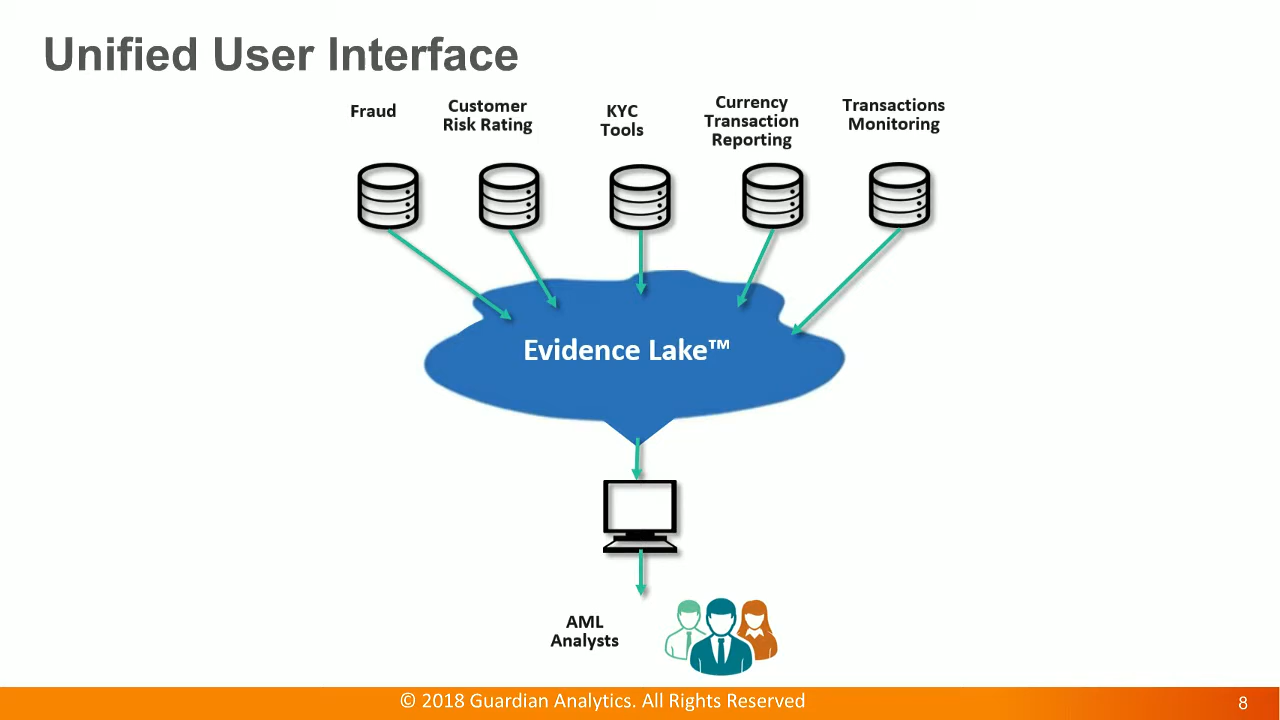 Unified User Interface
Fraud
Customer
Risk Rating
KYC
Tools
Currency
Transaction
Reporting
Transactions
Monitoring
Evidence Lake™
AML
Analysts
© 2018 Guardian Analytics. All Rights Reserved
8